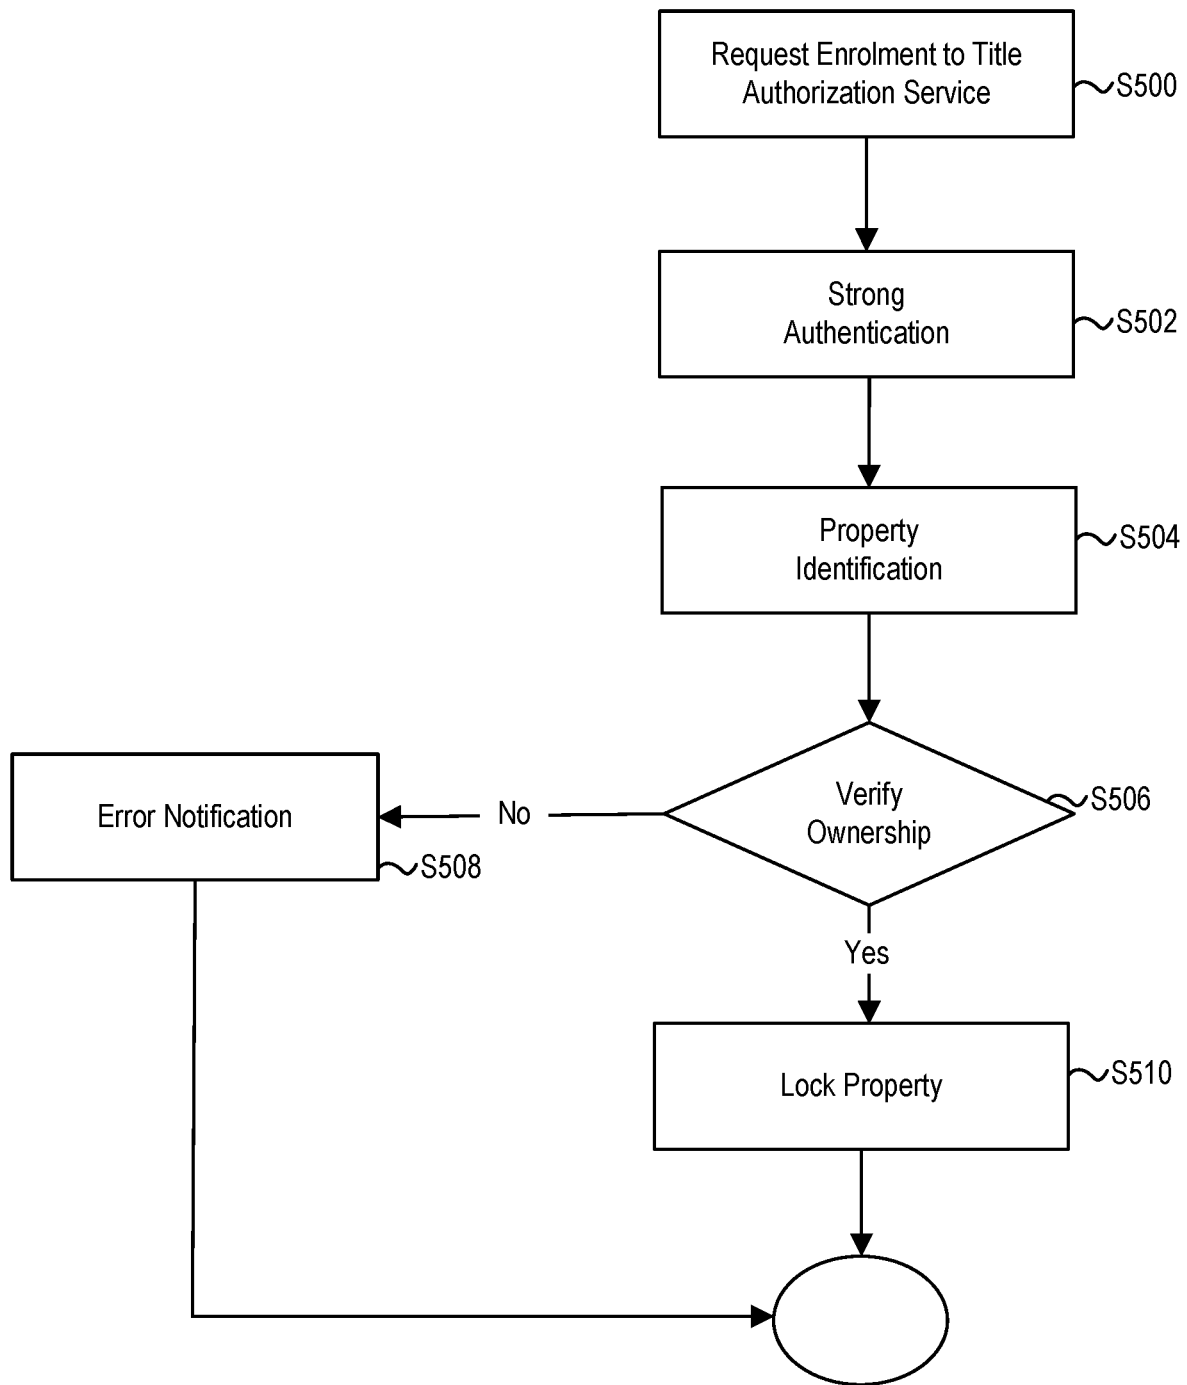 Request Enrolment to Title
Authorization Service
S500
Strong
Authentication
S502
Property
Identification
S504
Verify
Ownership
S506
No
Error Notification
S508
Yes
Lock Property
S510